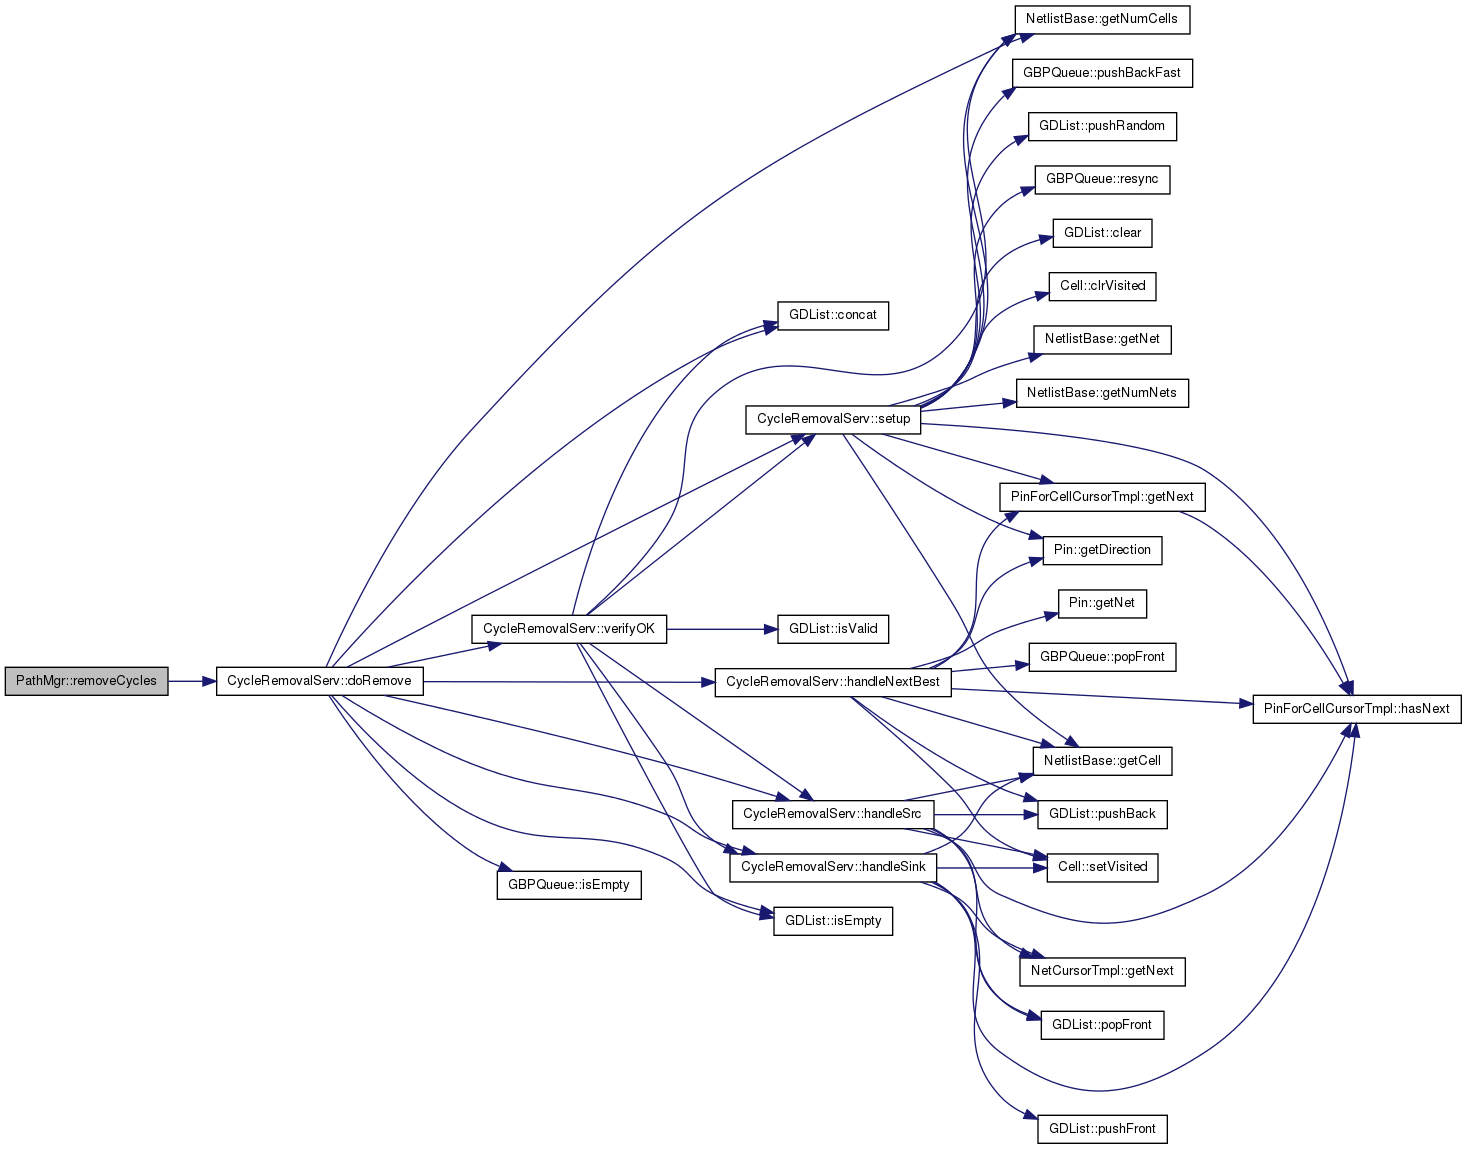 NetlistBase::getNumCells
GBPQueue::pushBackFast
GDList::pushRandom
GBPQueue::resync
GDList::clear
Cell::clrVisited
GDList::concat
NetlistBase::getNet
NetlistBase::getNumNets
CycleRemovalServ::setup
PinForCellCursorTmpl::getNext
Pin::getDirection
Pin::getNet
CycleRemovalServ::verifyOK
GDList::isValid
GBPQueue::popFront
PathMgr::removeCycles
CycleRemovalServ::doRemove
CycleRemovalServ::handleNextBest
PinForCellCursorTmpl::hasNext
NetlistBase::getCell
CycleRemovalServ::handleSrc
GDList::pushBack
CycleRemovalServ::handleSink
Cell::setVisited
GBPQueue::isEmpty
GDList::isEmpty
NetCursorTmpl::getNext
GDList::popFront
GDList::pushFront